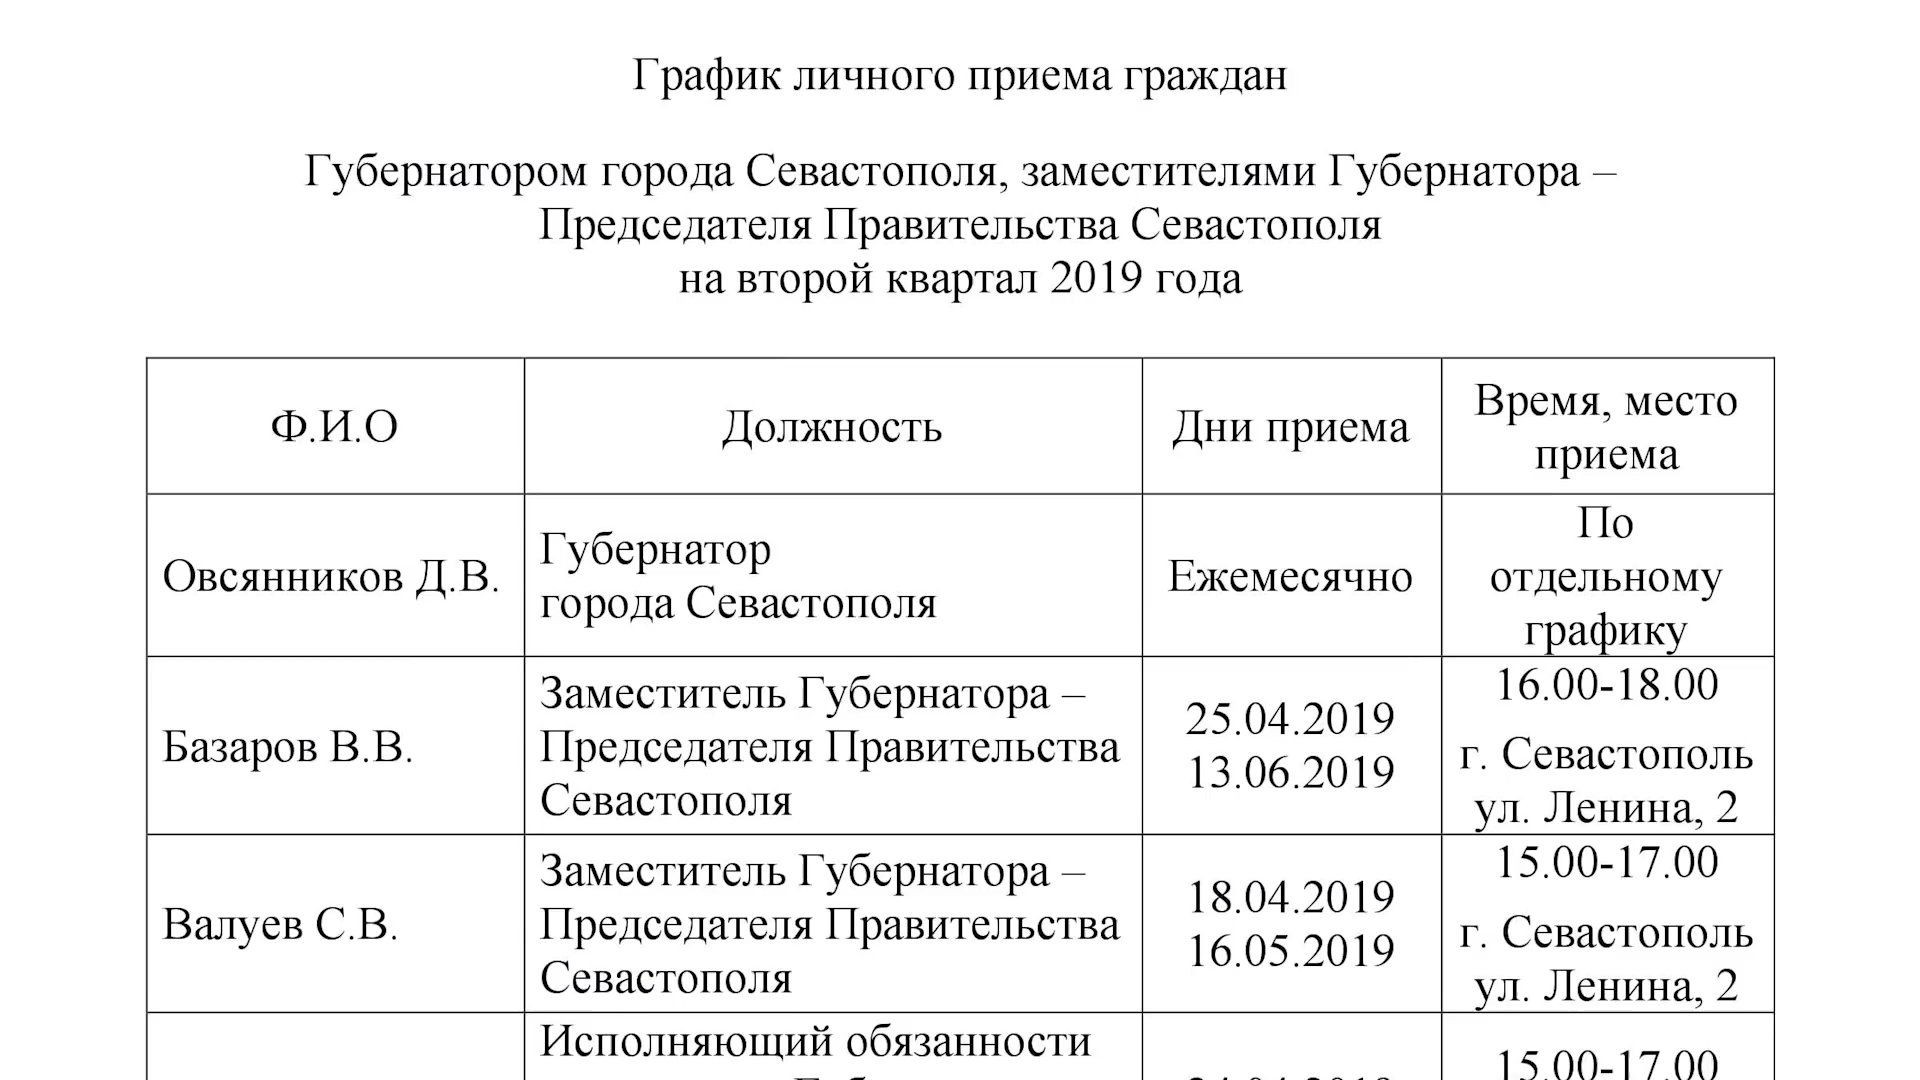 График личного приема граждан
Губернатором города Севастополя, заместителями Губернатора –
Председателя Правительства Севастополя
на второй квартал 2019 года
Ф.И.О
Должность
Дни приема
Время, место
приема
Овсянников Д.В.
Губернатор
города Севастополя
Ежемесячно
По
отдельному
графику
Базаров В.В.
Заместитель Губернатора –
Председателя Правительства
Севастополя
25.04.2019
13.06.2019
16.00-18.00
г. Севастополь
ул. Ленина, 2
Валуев С.В.
Заместитель Губернатора –
Председателя Правительства
Севастополя
18.04.2019
16.05.2019
15.00-17.00
г. Севастополь
ул. Ленина, 2
Исполняющий обязанности
15.00-17.00